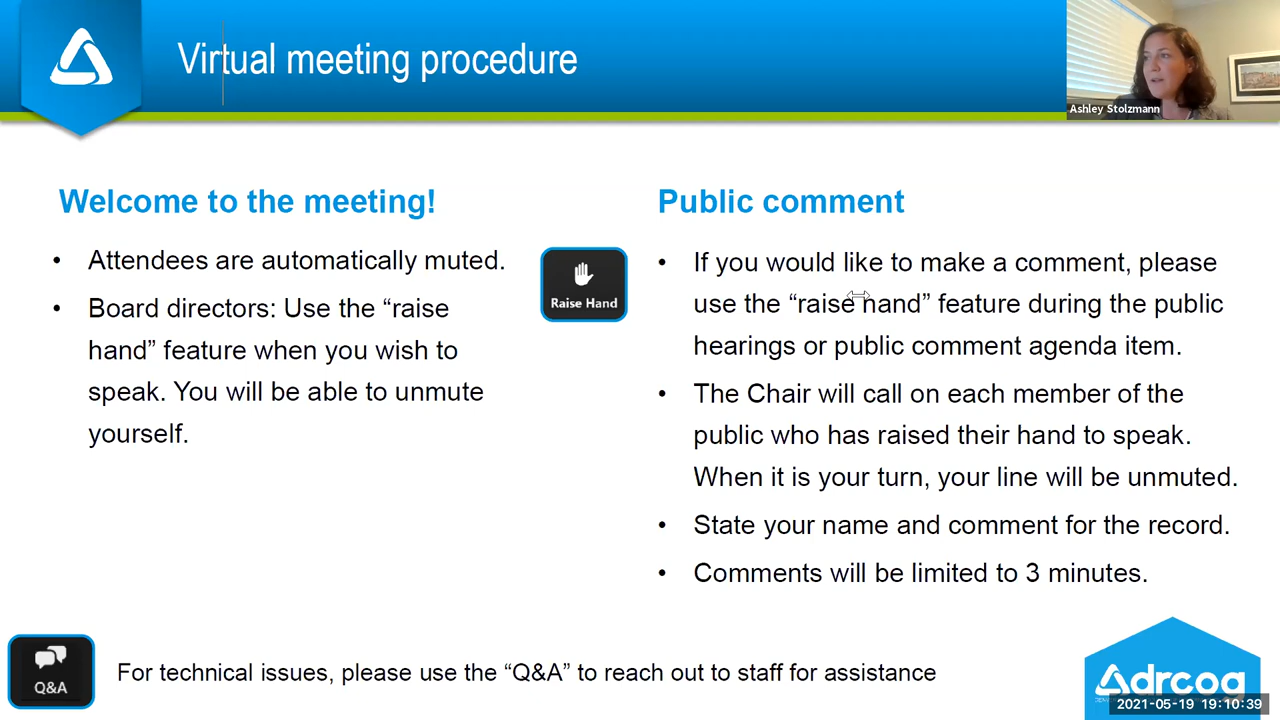 Virtual meeting procedure
Ashley Stolzmann
Welcome to the meeting!
• Attendees are automatically muted.
• Board directors: Use the “raise
hand” feature when you wish to
speak. You will be able to unmute
yourself.
Raise Hand
Public comment
• If you would like to make a comment, please
use the “raise hand” feature during the public
hearings or public comment agenda item.
• The Chair will call on each member of the
public who has raised their hand to speak.
When it is your turn, your line will be unmuted.
• State your name and comment for the record.
• Comments will be limited to 3 minutes.
Q&A
For technical issues, please use the “Q&A” to reach out to staff for assistance
drcog
2021-05-19 19:10:39